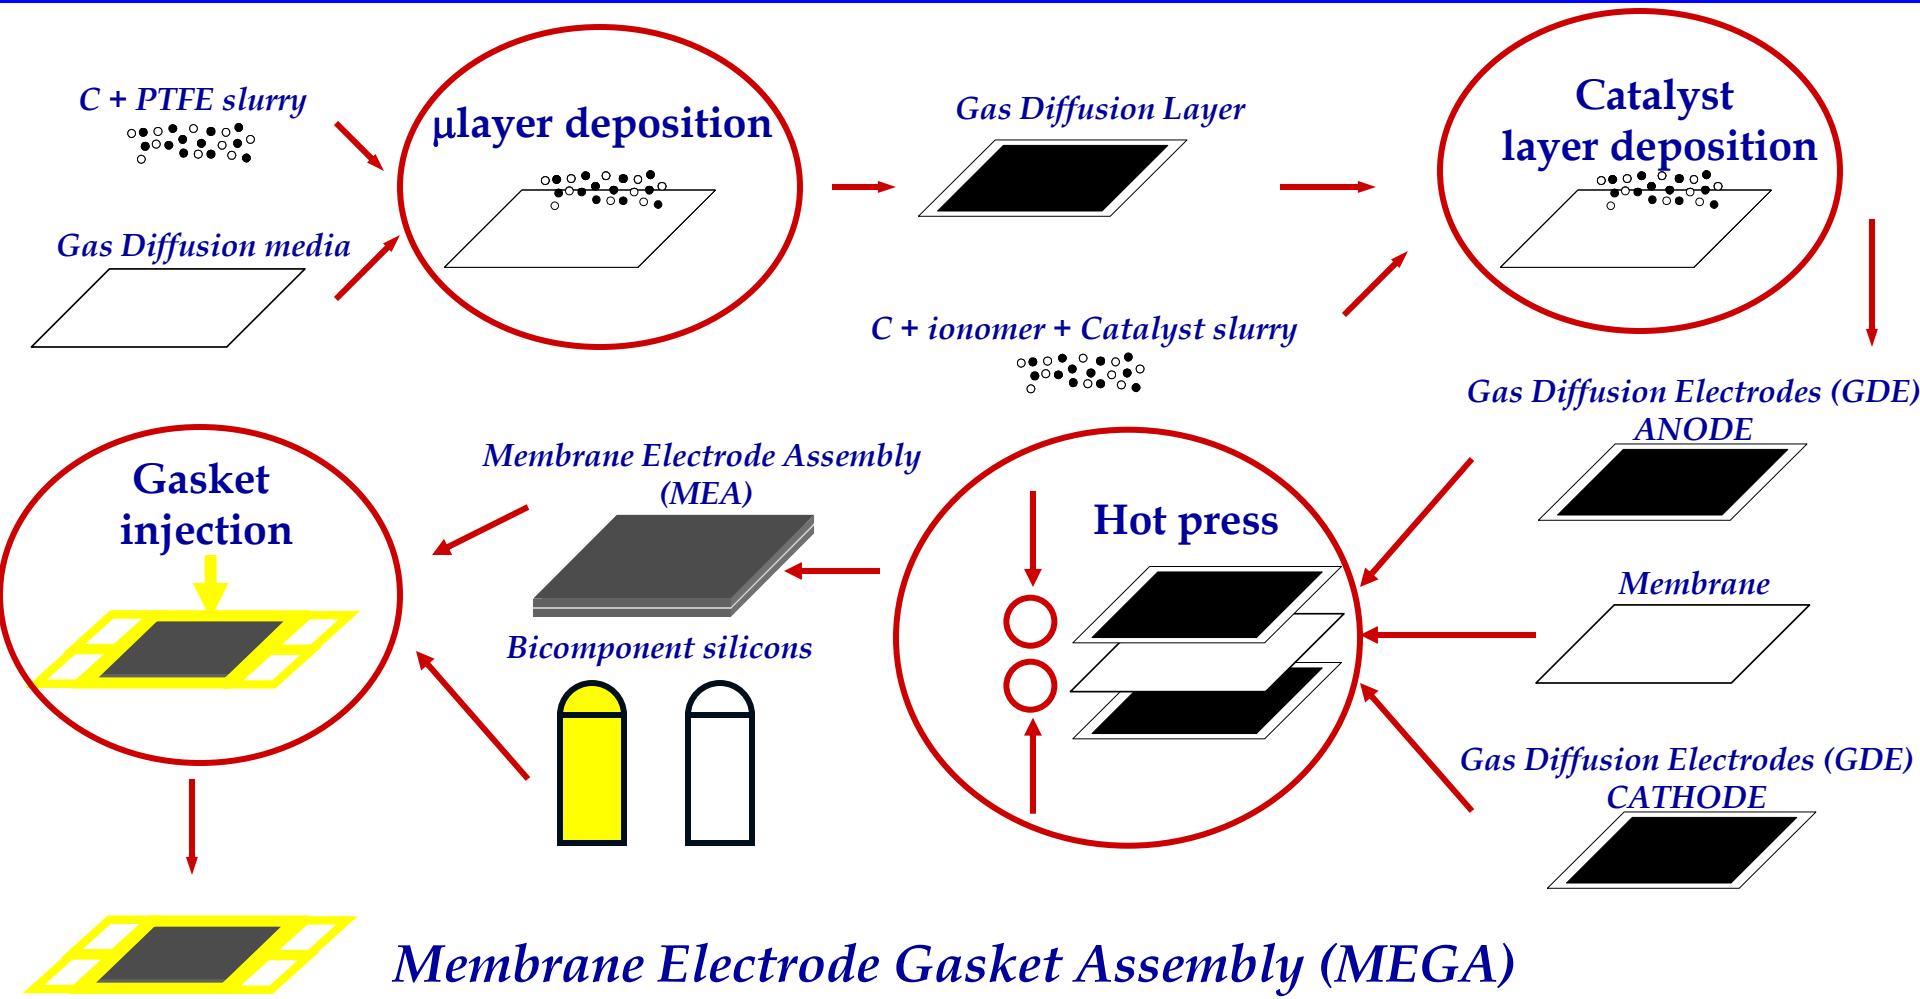 C + PTFE slurry
μlayer deposition
Gas Diffusion media
Gas Diffusion Layer
Catalyst
layer deposition
C + ionomer + Catalyst slurry
Gas Diffusion Electrodes (GDE)
ANODE
Membrane
Gas Diffusion Electrodes (GDE)
CATHODE
Hot press
Membrane Electrode Assembly
(MEA)
Bicomponent silicons
Gasket
injection
Membrane Electrode Gasket Assembly (MEGA)